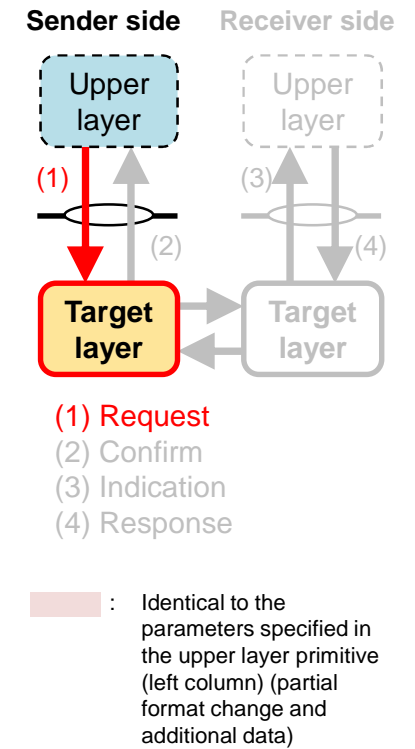 Sender side Receiver side
Upper layer Upper layer
(1) (3)
(2) (4)
Target layer Target layer
(1) Request
(2) Confirm
(3) Indication
(4) Response
: Identical to the
parameters specified in
the upper layer primitive
(left column) (partial
format change and
additional data)